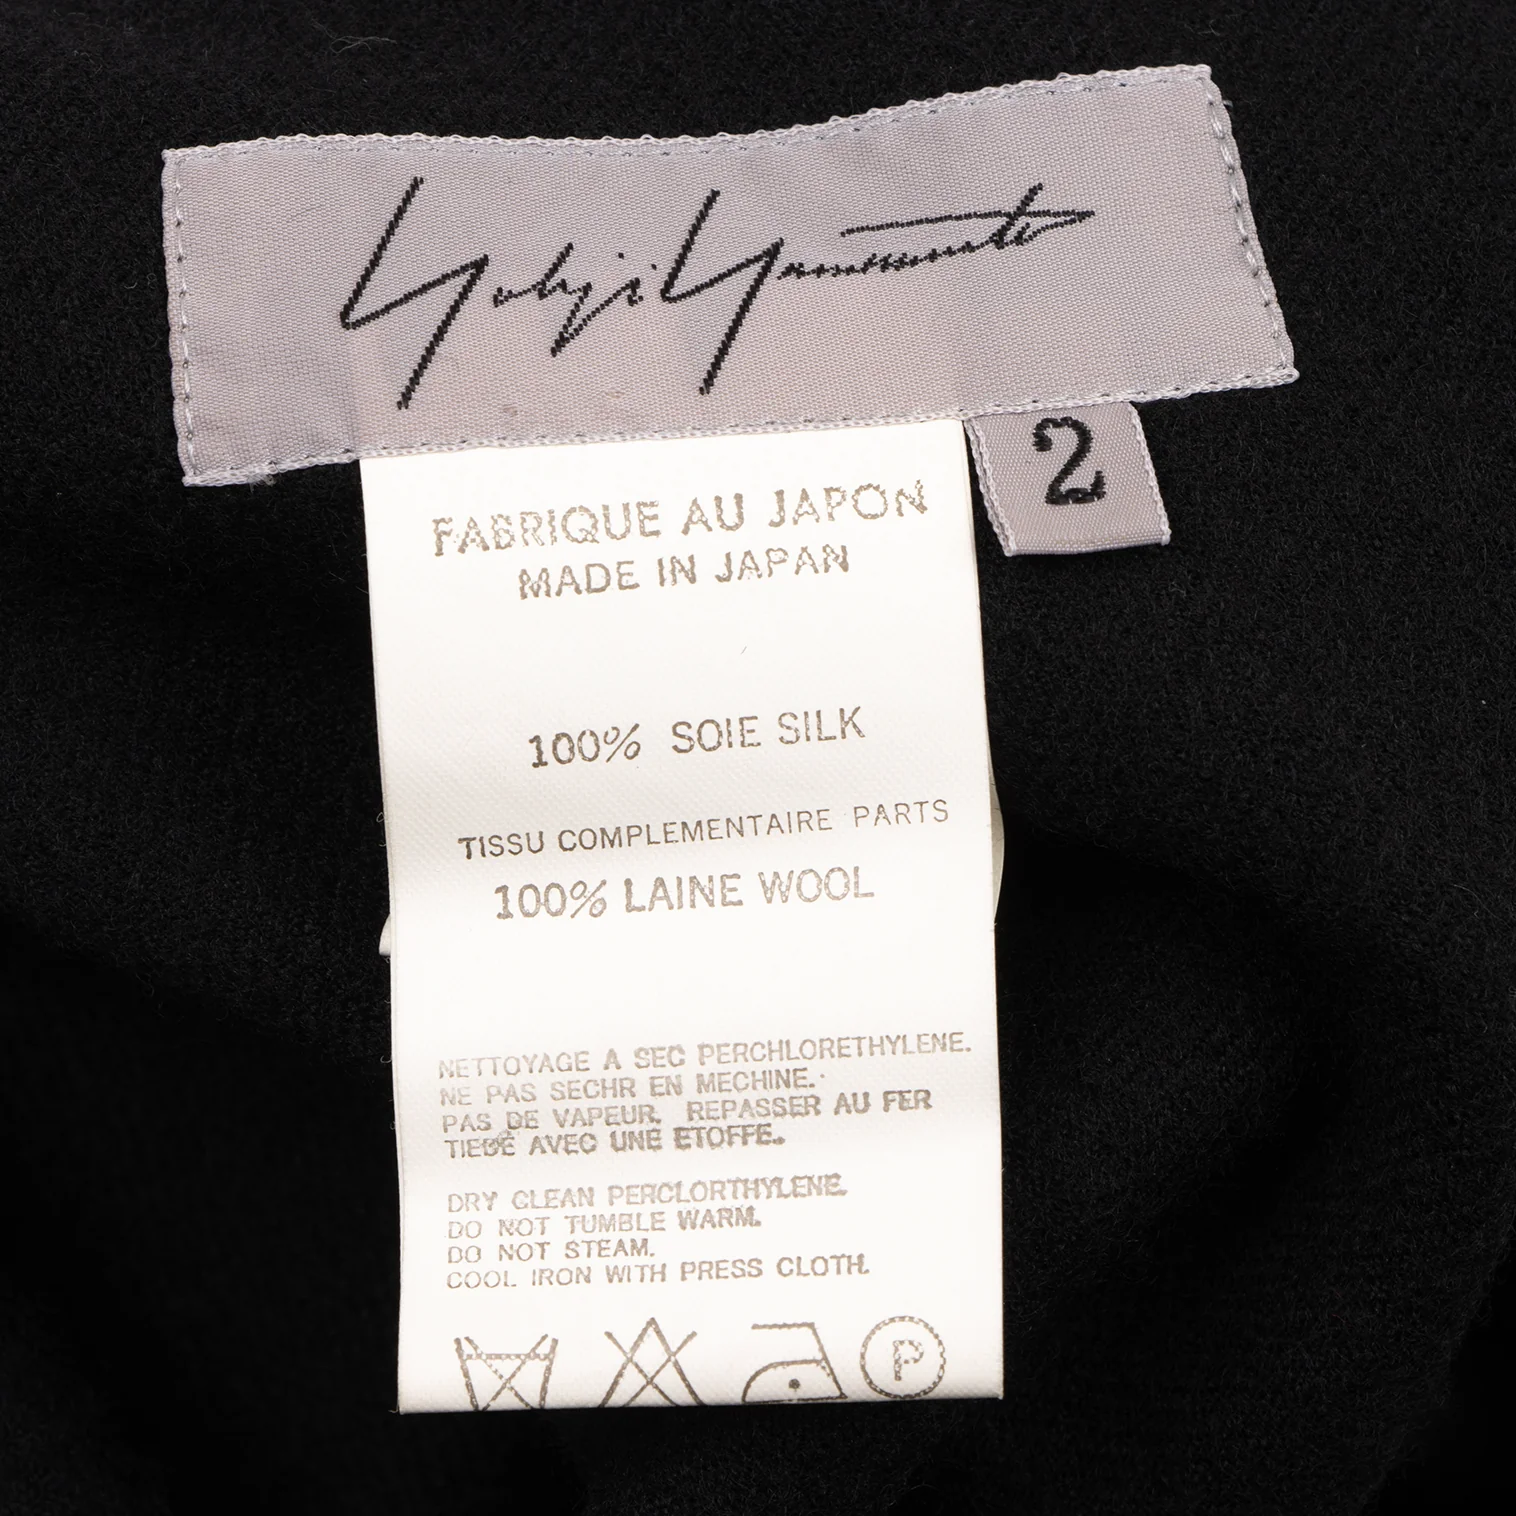 Yohji Yamamoto
2
FABRIQUE AU JAPON
MADE IN JAPAN
100% SOIE SILK
TISSU COMPLEMENTAIRE PARTS
100% LAINE WOOL
NETTOYAGE A SEC PERCHLORETHYLENE.
NE PAS SECHR EN MECHINE.
PAS DE VAPEUR. REPASSER AU FER
TIEDE AVEC UNE ETOFFE.
DRY CLEAN PERCLORTHYLENE.
DO NOT TUMBLE WARM.
DO NOT STEAM.
COOL IRON WITH PRESS CLOTH.
P